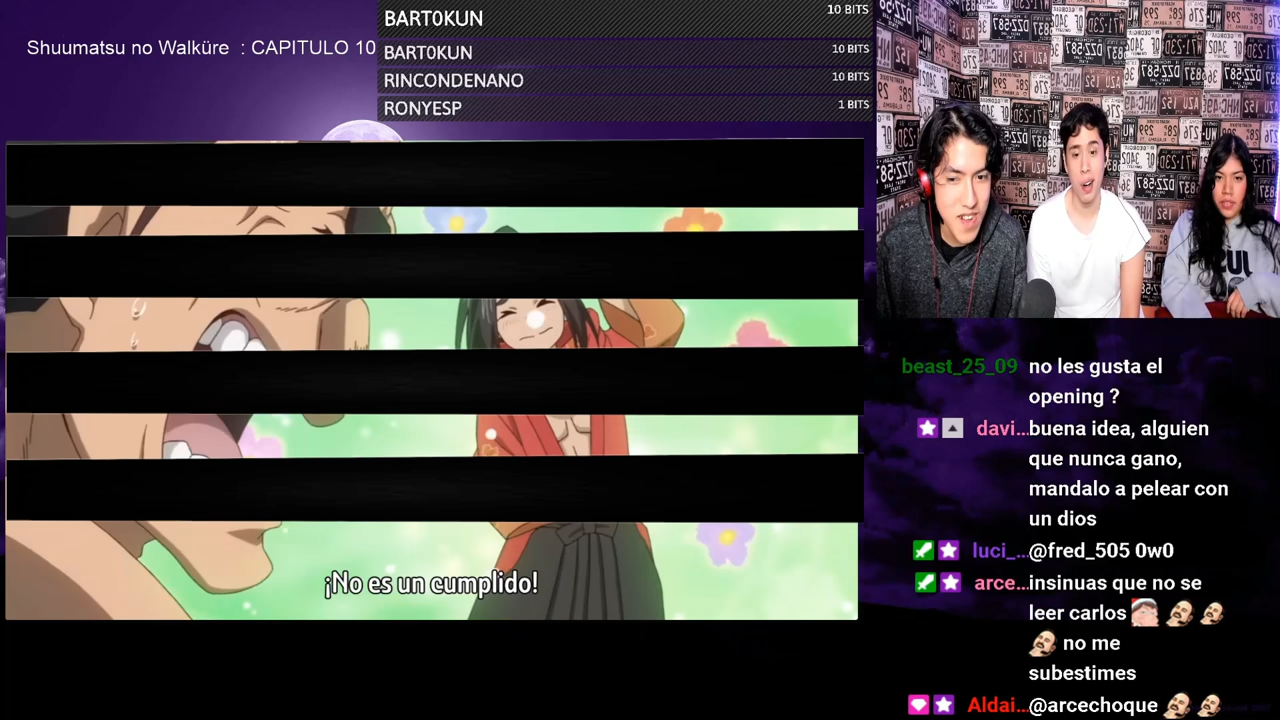 Shuumatsu no Walküre : CAPITULO 10
BART0KUN 10 BITS
BART0KUN 10 BITS
RINCONDENANO 10 BITS
RONYESP 1 BITS
¡No es un cumplido!
beast_25_09 no les gusta el
opening ?
davi... buena idea, alguien
que nunca gano,
mandalo a pelear con
un dios
luci_... @fred_505 0w0
arce... insinuas que no se
leer carlos
no me
subestimes
Aldai... @arcechoque